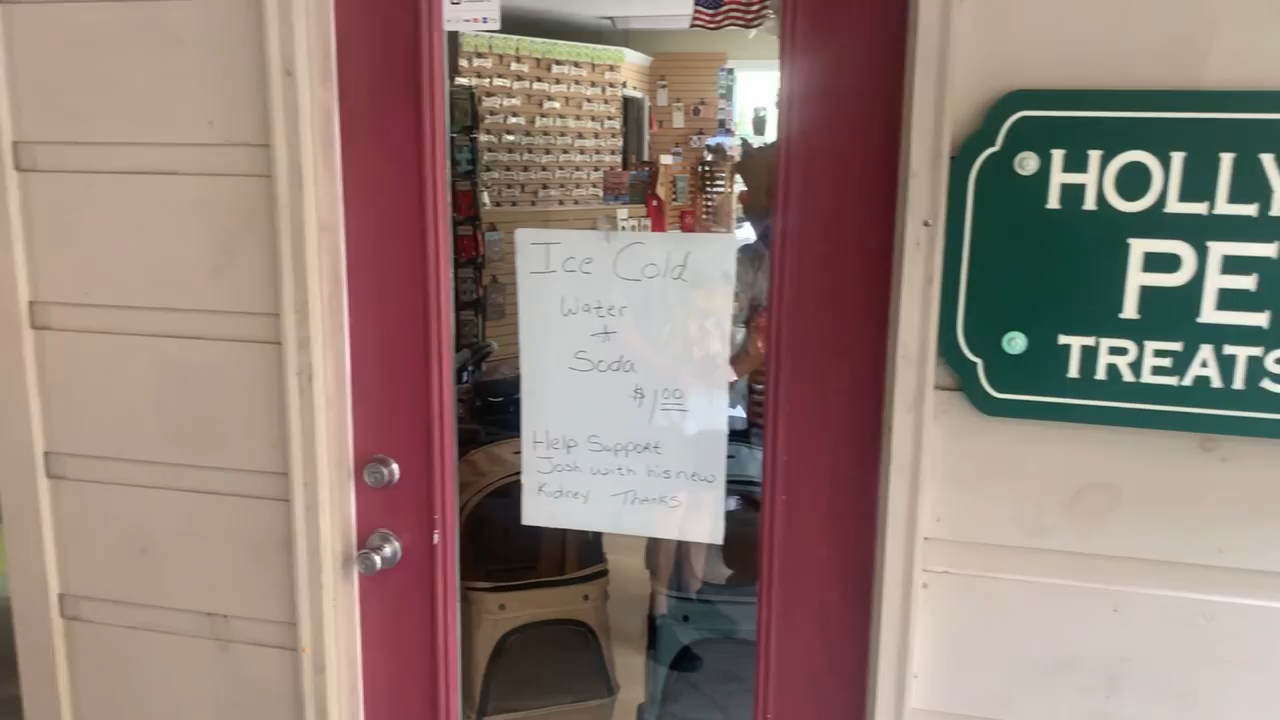 Ice Cold
Water
+
Soda
$1.00
Help Support
Josh with his new
Kidney Thanks
HOLLY
PE
TREATS